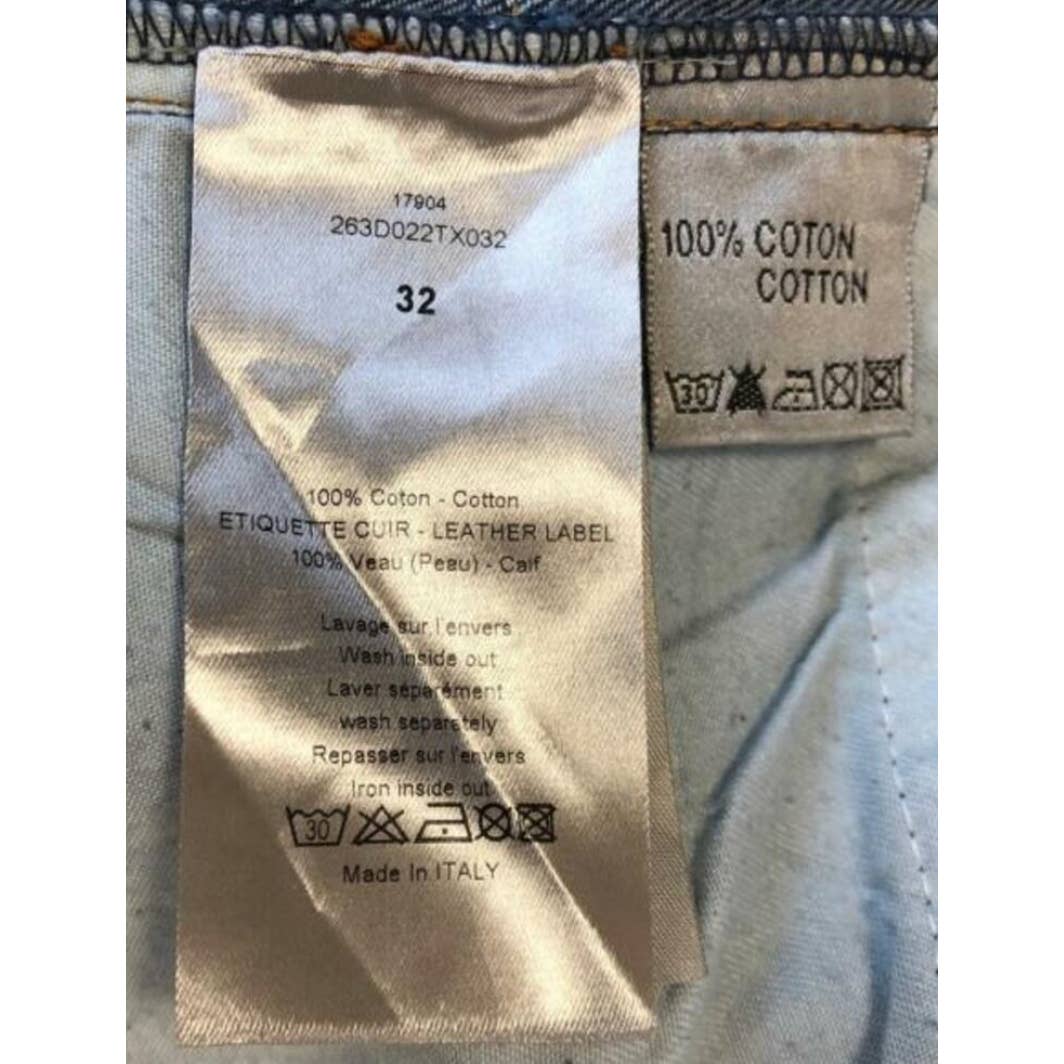 17904
263D022TX032
32
100% Coton - Cotton
ETIQUETTE CUIR - LEATHER LABEL
100% Veau (Peau) - Calf
Lavage sur l'envers
Wash inside out
Laver séparément
wash separately
Repasser sur l'envers
Iron inside out
30
Made In ITALY
100% COTON
COTTON
30